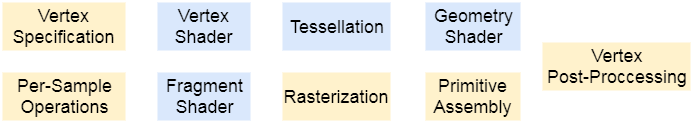 Vertex
Specification
Vertex
Shader
Tessellation
Geometry
Shader
Vertex
Post-Proccessing
Per-Sample
Operations
Fragment
Shader
Rasterization
Primitive
Assembly